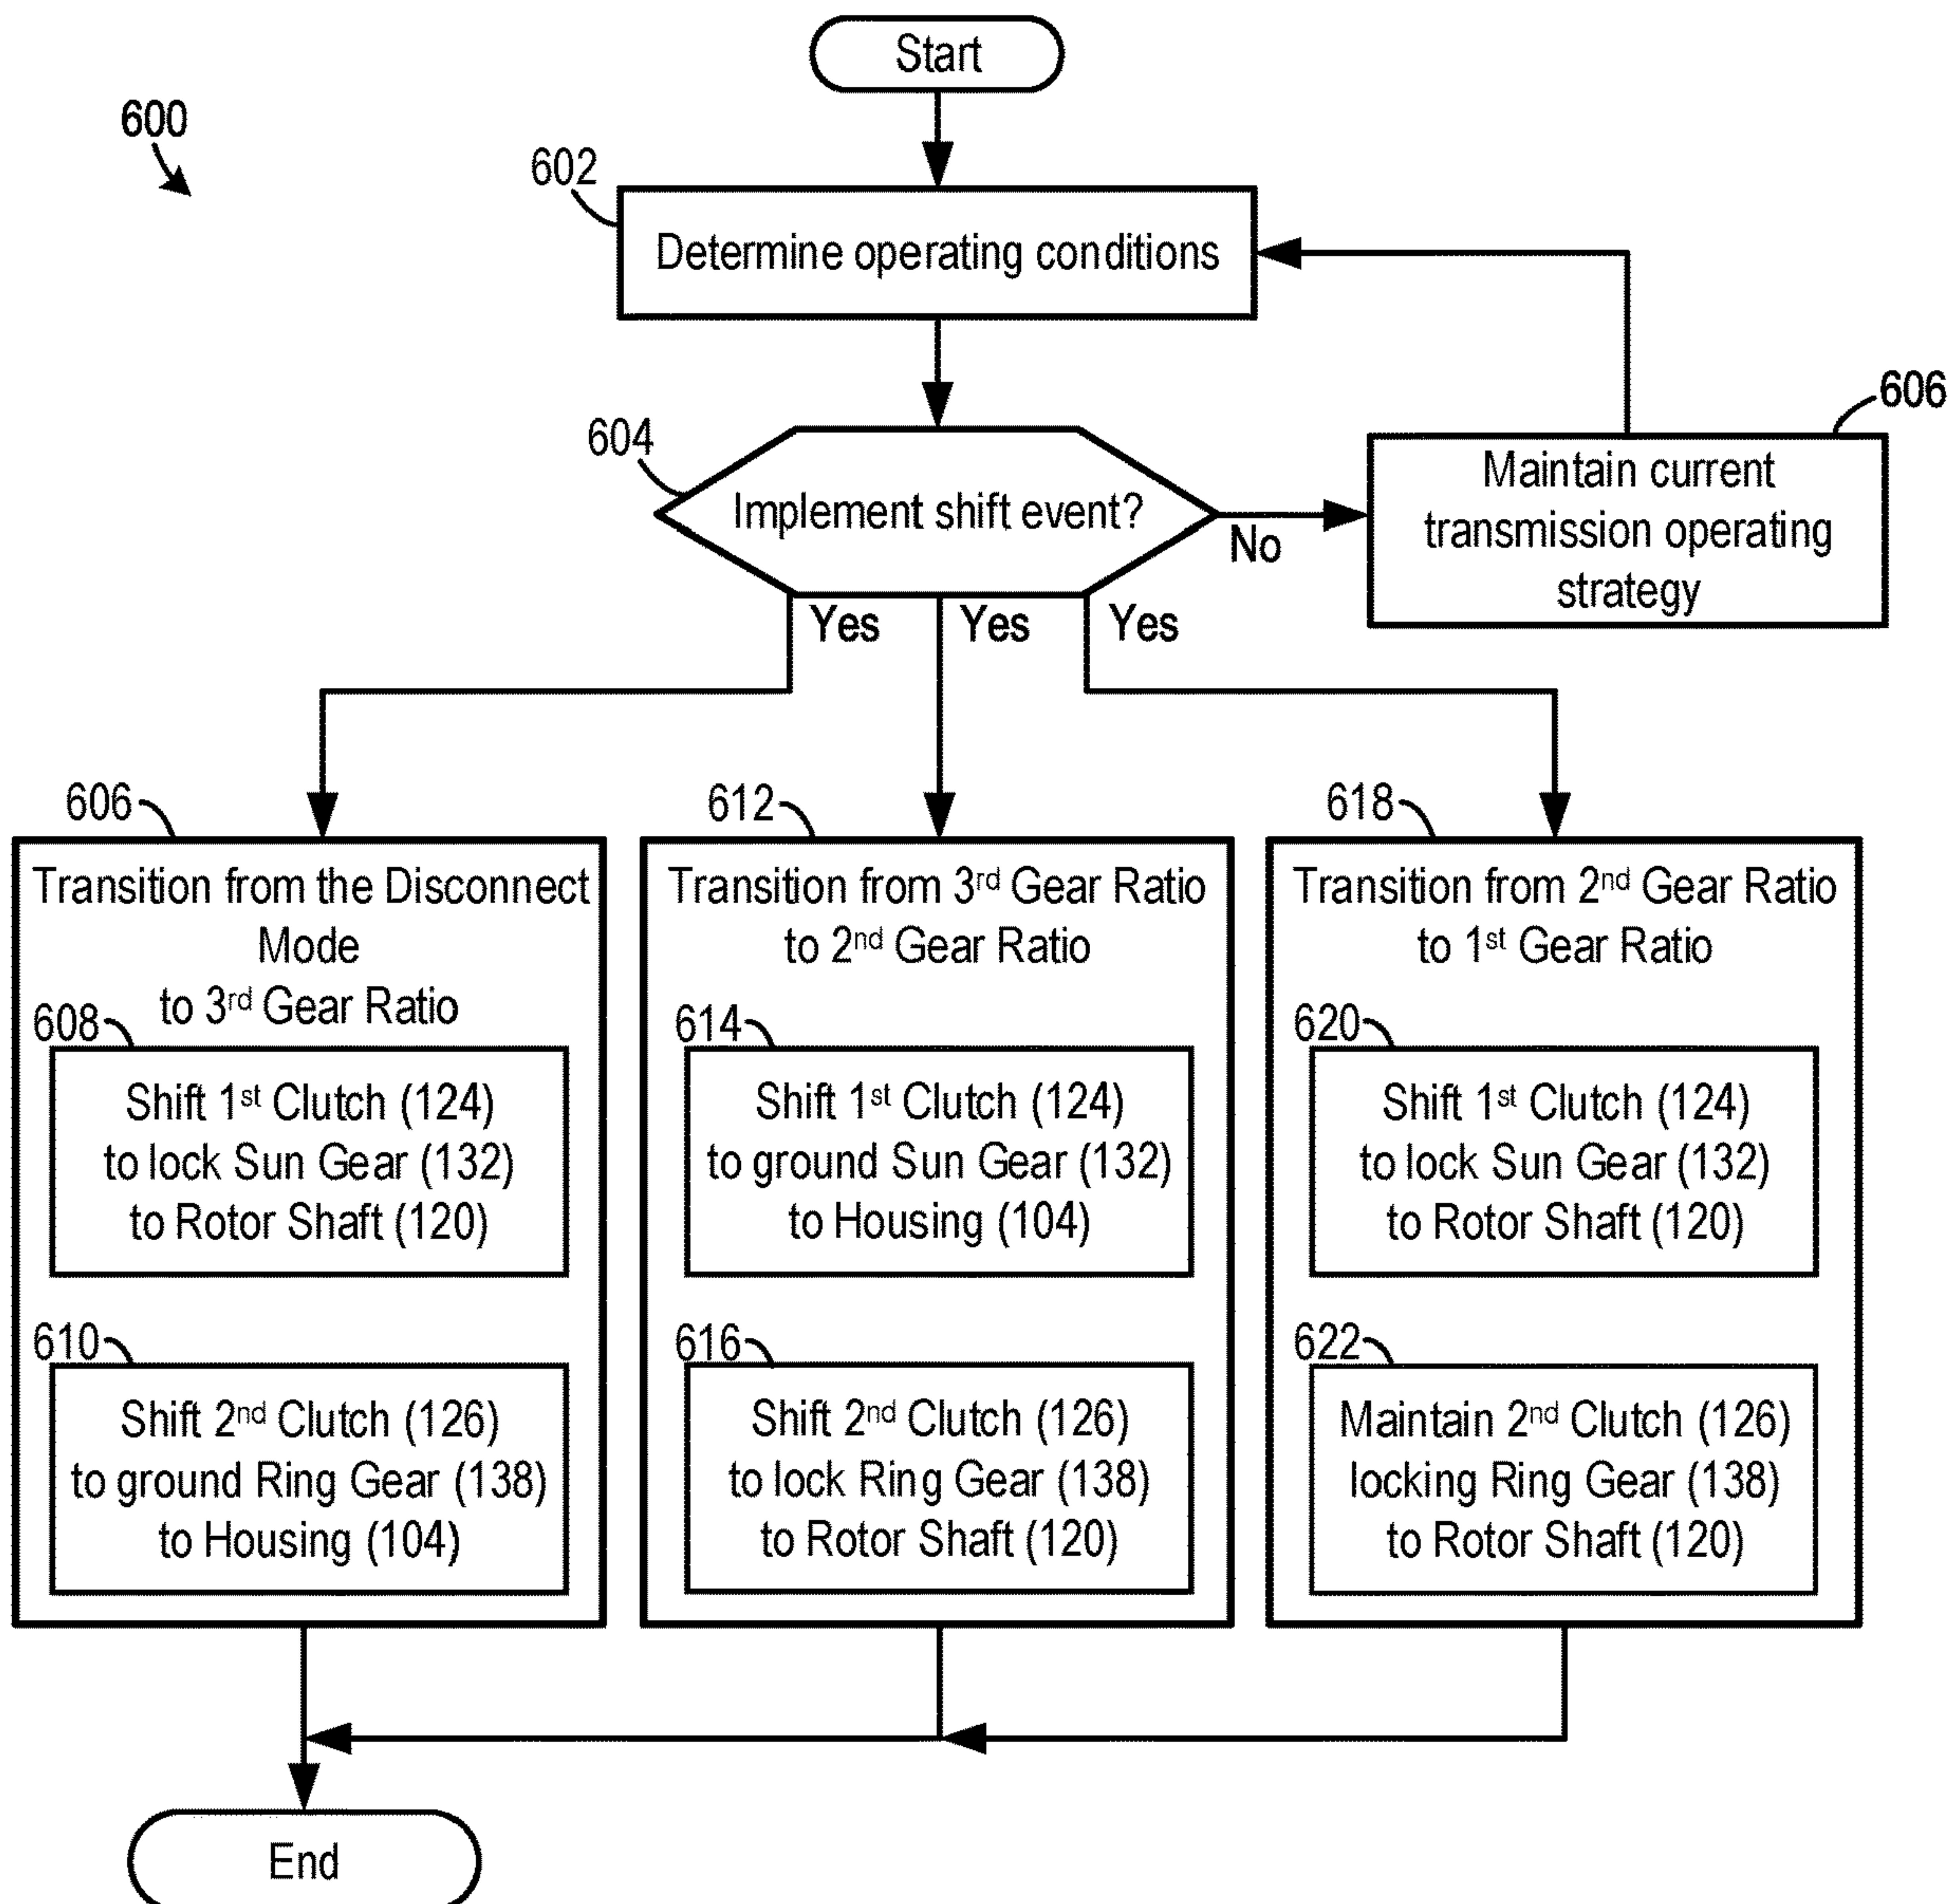 Start
600
602
Determine operating conditions
604
Implement shift event?
No
606
Maintain current
transmission operating
strategy
Yes
Yes
Yes
606
Transition from the Disconnect
Mode
to 3rd Gear Ratio
608
Shift 1st Clutch (124)
to lock Sun Gear (132)
to Rotor Shaft (120)
610
Shift 2nd Clutch (126)
to ground Ring Gear (138)
to Housing (104)
612
Transition from 3rd Gear Ratio
to 2nd Gear Ratio
614
Shift 1st Clutch (124)
to ground Sun Gear (132)
to Housing (104)
616
Shift 2nd Clutch (126)
to lock Ring Gear (138)
to Rotor Shaft (120)
618
Transition from 2nd Gear Ratio
to 1st Gear Ratio
620
Shift 1st Clutch (124)
to lock Sun Gear (132)
to Rotor Shaft (120)
622
Maintain 2nd Clutch (126)
locking Ring Gear (138)
to Rotor Shaft (120)
End